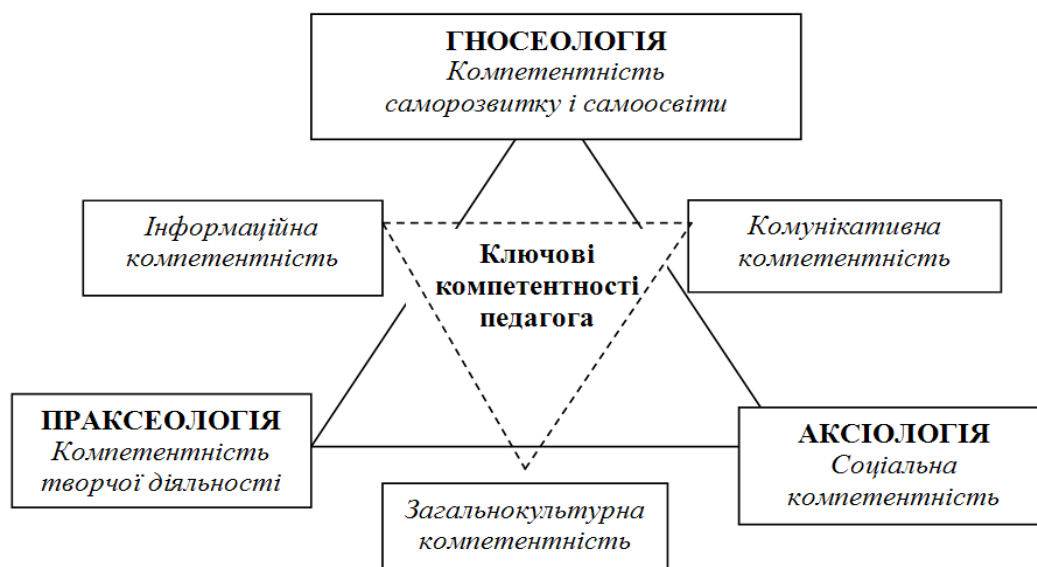 ГНОСЕОЛОГІЯ
Компетентність
саморозвитку і самоосвіти
Інформаційна
компетентність
Ключові
компетентності
педагога
Комунікативна
компетентність
ПРАКСЕОЛОГІЯ
Компетентність
творчої діяльності
Загальнокультурна
компетентність
АКСІОЛОГІЯ
Соціальна
компетентність